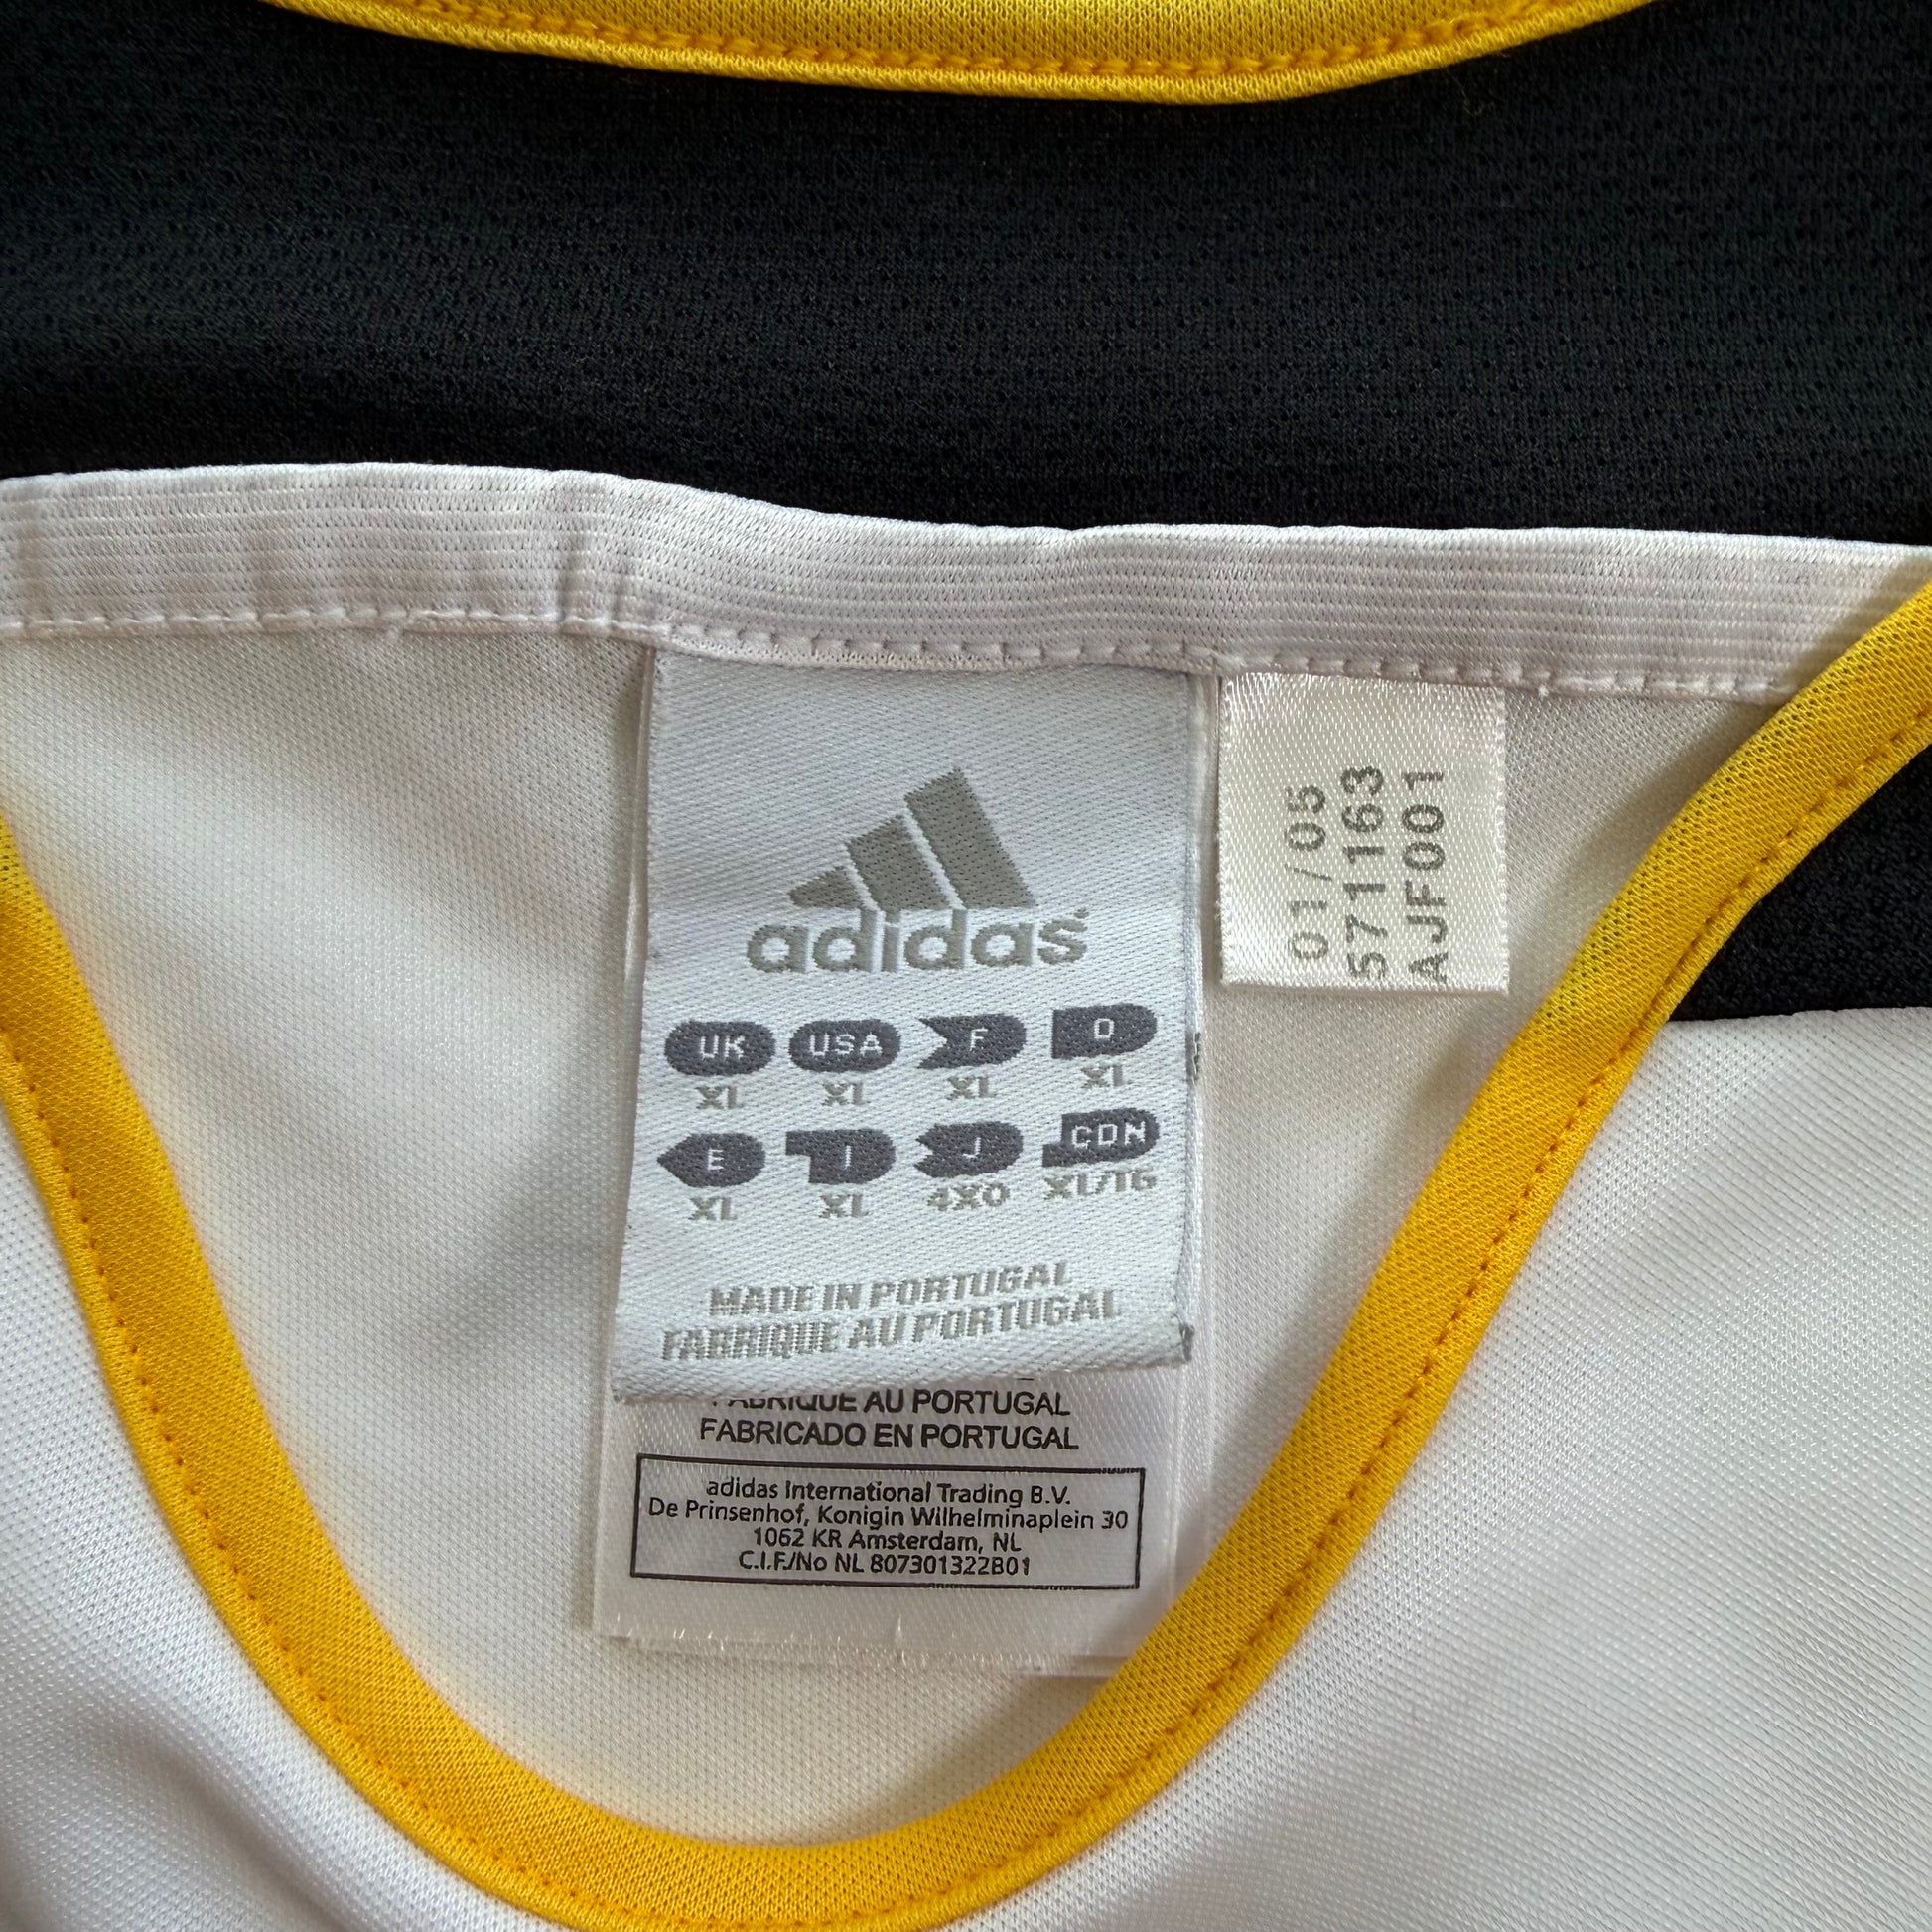 adidas
UK USA F D
XL XL XL XL
E I J CDN
XL XL 4XO XL/TG
MADE IN PORTUGAL
FABRIQUE AU PORTUGAL
FABRIQUE AU PORTUGAL
FABRICADO EN PORTUGAL
adidas International Trading B.V.
De Prinsenhof, Konigin Wilhelminaplein 30
1062 KR Amsterdam, NL
C.I.F./No NL 807301322B01
01/05
571163
AJF001